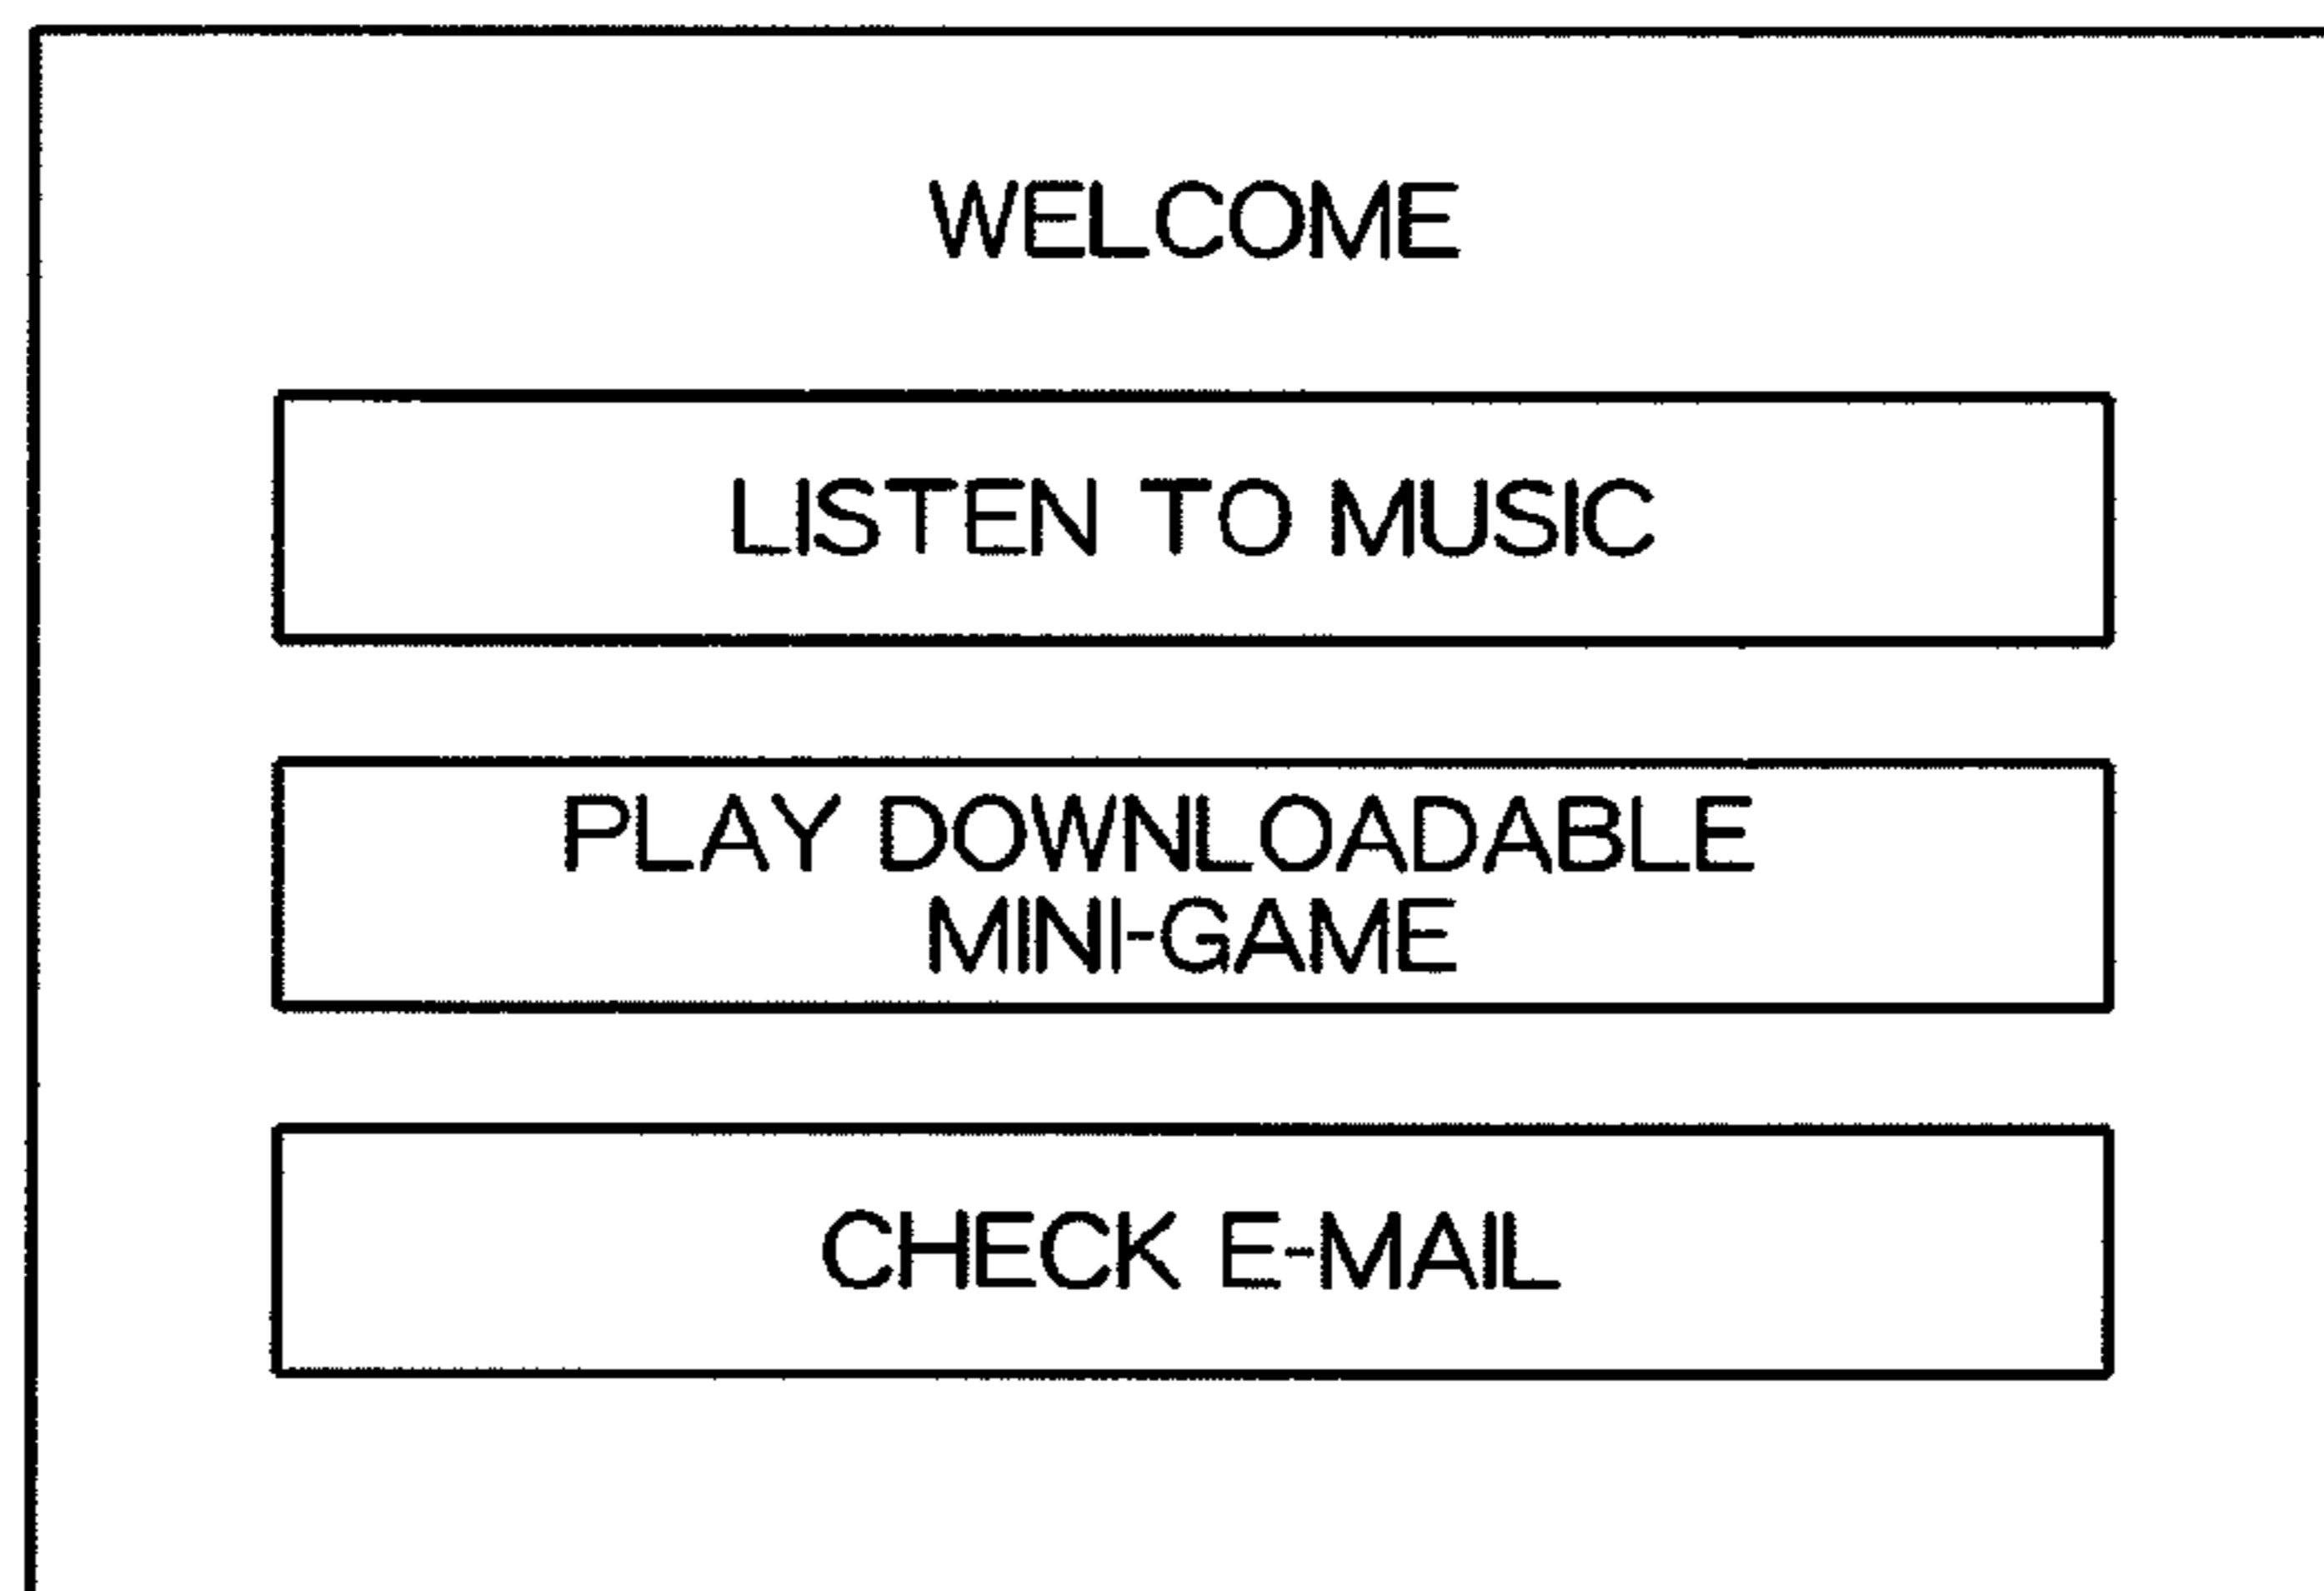 WELCOME
LISTEN TO MUSIC
PLAY DOWNLOADABLE
MINI-GAME
CHECK E-MAIL